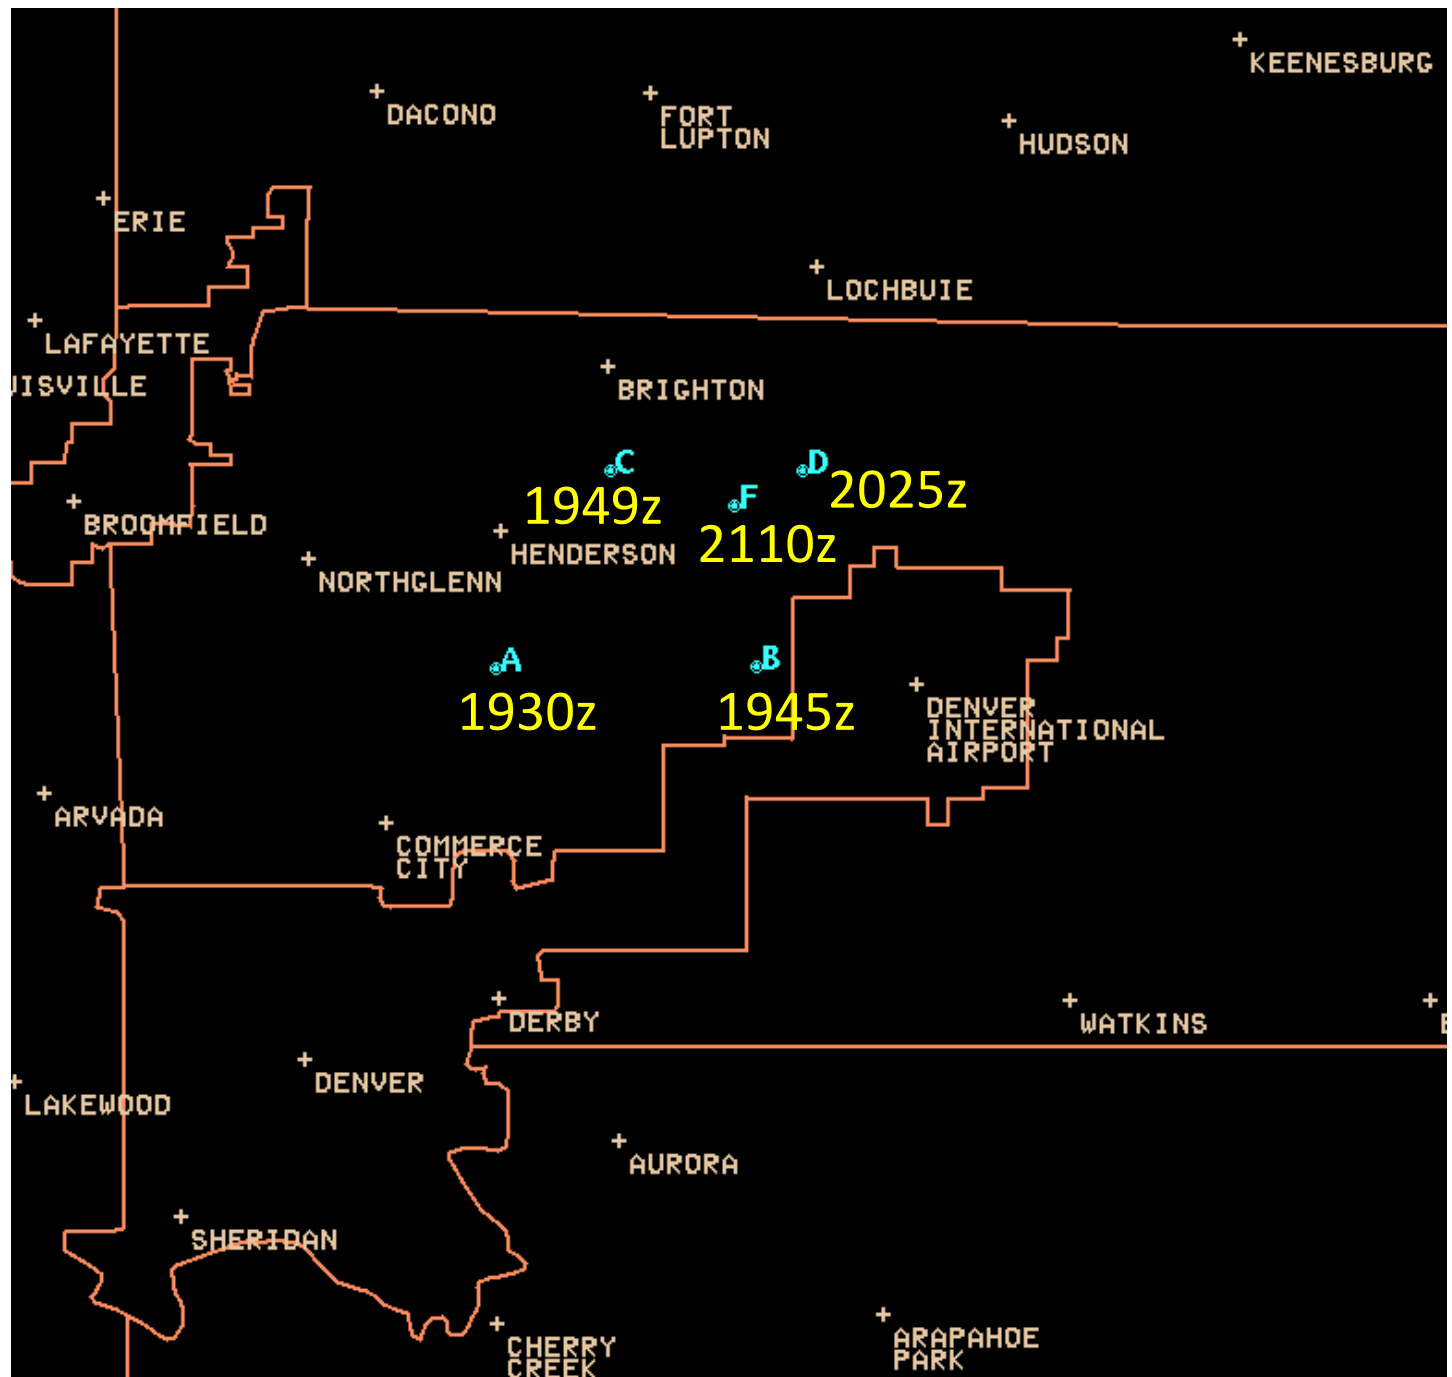 KEENESBURG
DACONO
FORT
LUPTON
HUDSON
ERIE
LOCHBUIE
LAFAYETTE
UISVILLE
BRIGHTON
C
D
1949z
F
2025z
BROOMFIELD
HENDERSON
2110z
NORTHGLENN
A
B
1930z
1945z
DENVER
INTERNATIONAL
AIRPORT
ARVADA
COMMERCE
CITY
DERBY
WATKINS
DENVER
LAKEWOOD
AURORA
SHERIDAN
CHERRY
CREEK
ARAPAHOE
PARK